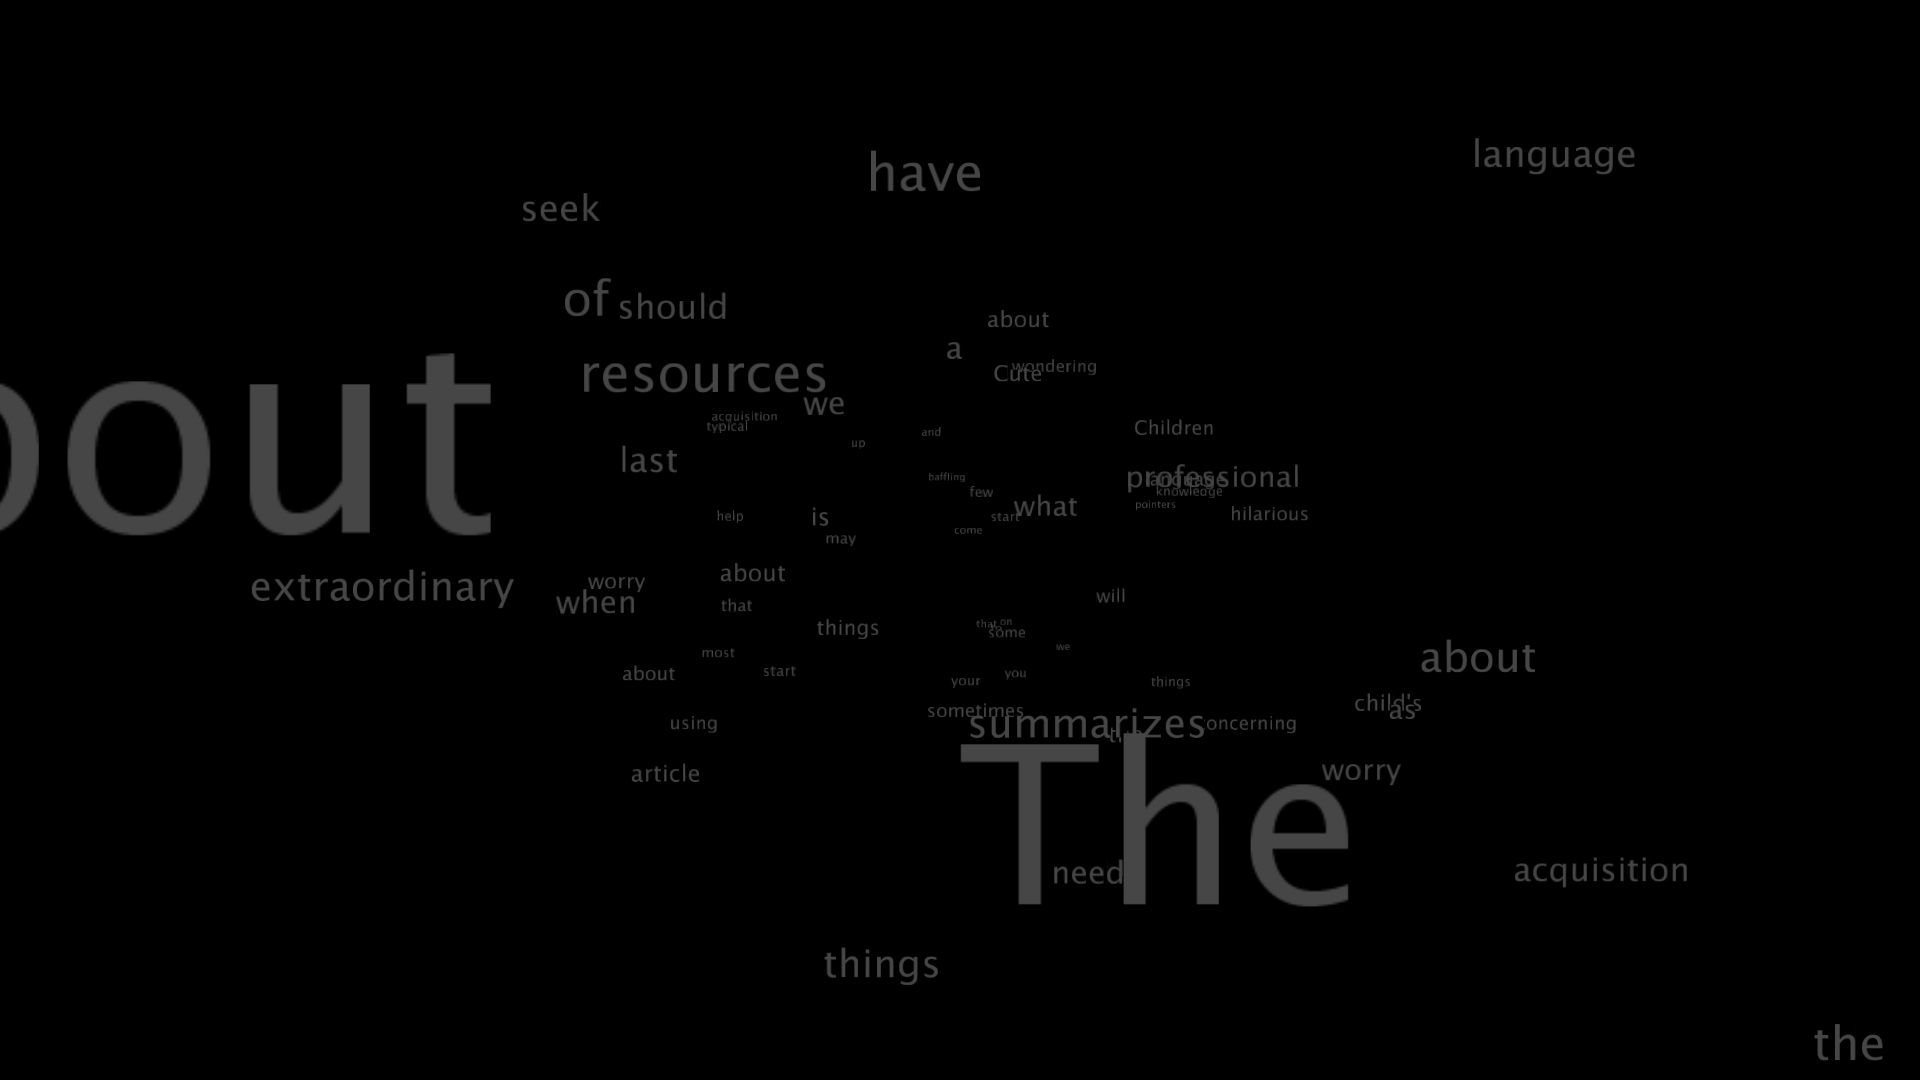 language
have
seek
of should
about
a
wondering
Cute
resources
we
acquisition
typical
up
and
Children
bout
last
baffling
professional
language
knowledge
few
pointers
what
start
hilarious
help
is
come
may
about
extraordinary
worry
when
that
will
things
that on
some
we
most
about
start
your
you
things
about
child's
as
sometimes
summarizes
concerning
using
article
worry
The
need
acquisition
things
the